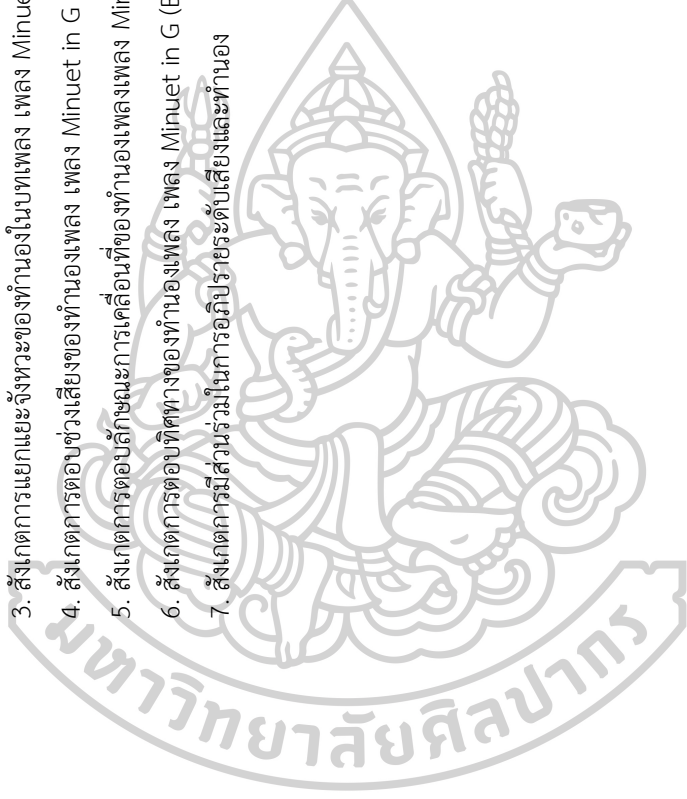 3. สังเกตการแยกแยะจังหวะของทำนองในบทเพลง เพลง Minue
4. สังเกตการตอบช่วงเสียงของทำนองเพลง เพลง Minuet in G
5. สังเกตการตอบลักษณะการเคลื่อนที่ของทำนองเพลงเพลง Min
6. สังเกตการตอบทิศทางของทำนองเพลง เพลง Minuet in G (B
7. สังเกตการมีส่วนร่วมในการอภิปรายระดับเสียงและทำนอง
มหาวิทยาลัยศิลปากร